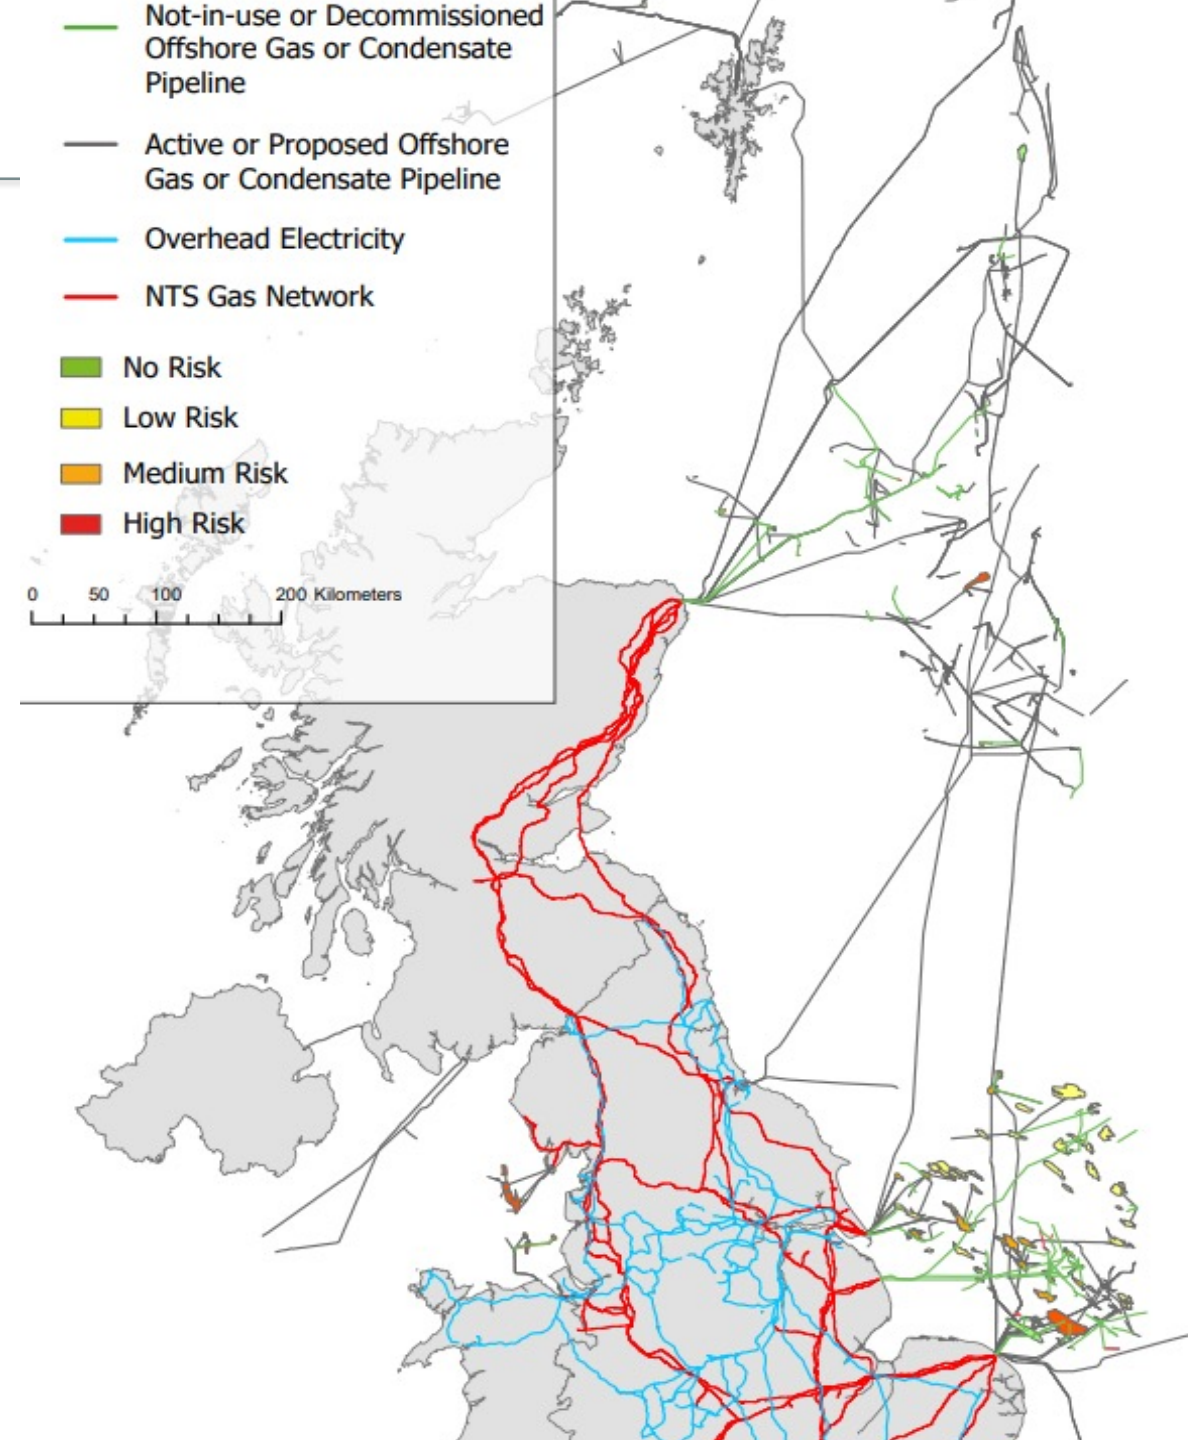 Not-in-use or Decommissioned
Offshore Gas or Condensate
Pipeline
Active or Proposed Offshore
Gas or Condensate Pipeline
Overhead Electricity
NTS Gas Network
No Risk
Low Risk
Medium Risk
High Risk
0 50 100 200 Kilometers